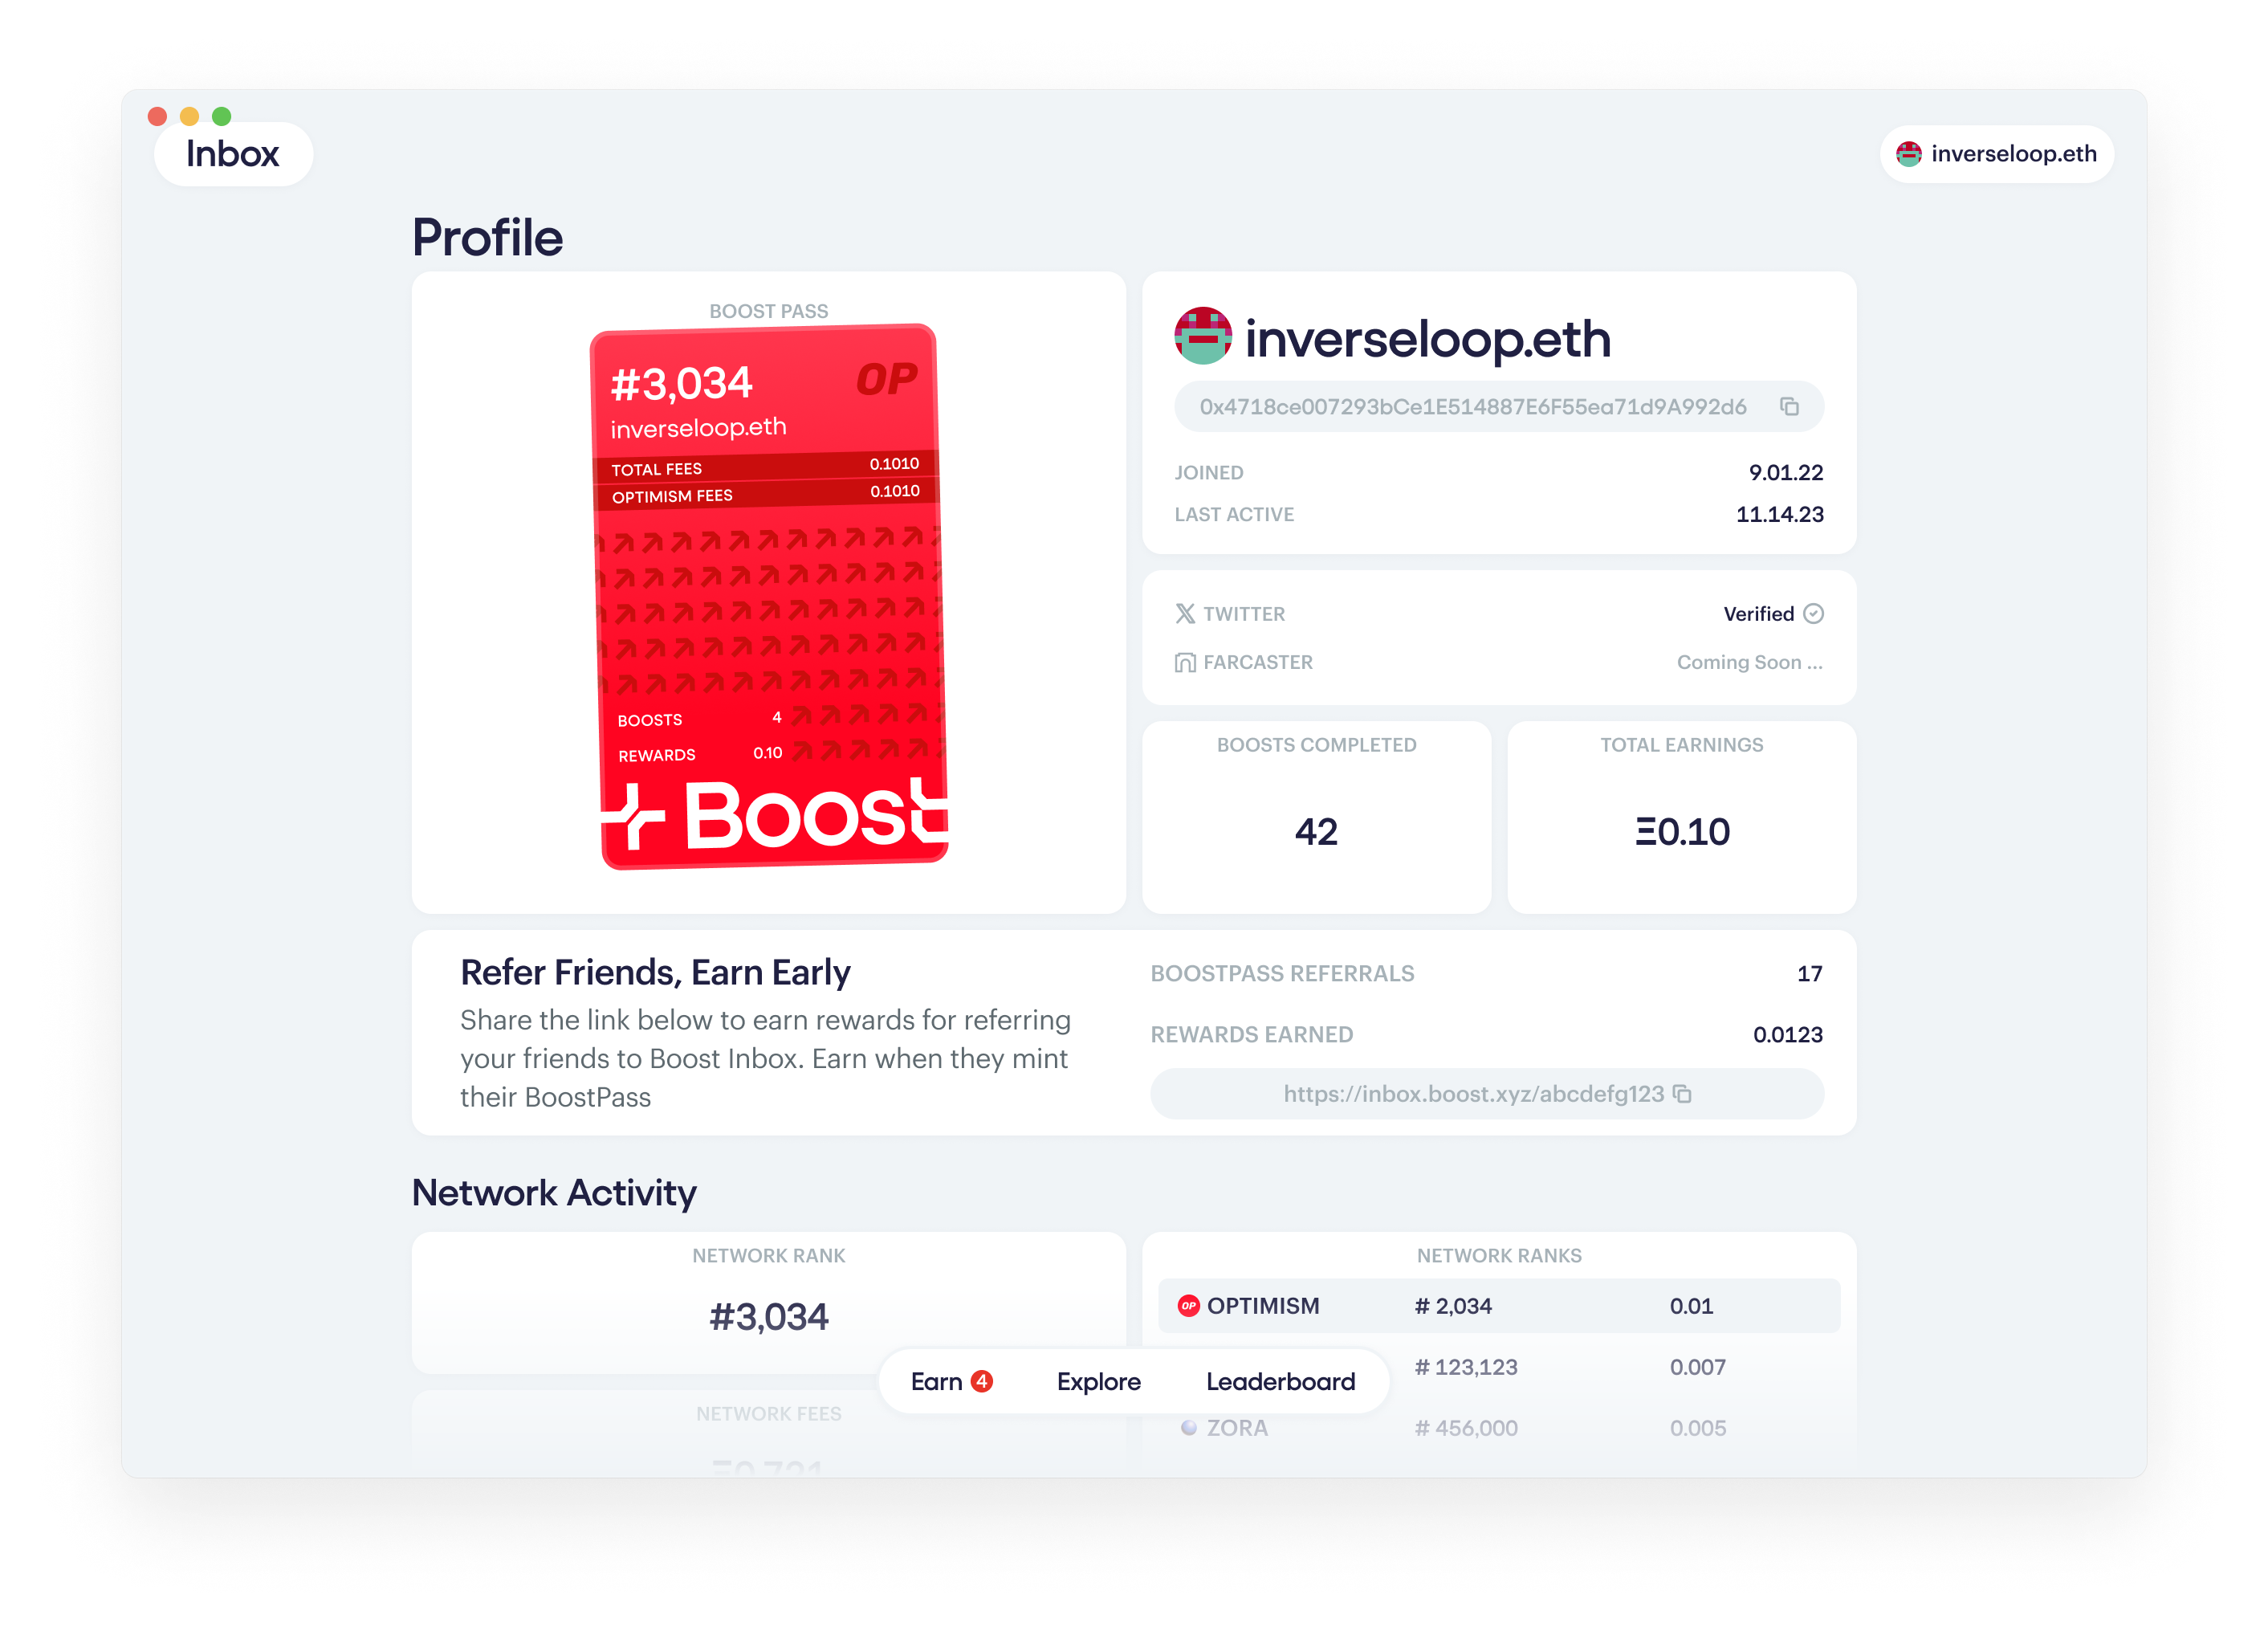 Inbox
inverseloop.eth
Profile
BOOST PASS
#3,034
OP
inverseloop.eth
TOTAL FEES 0.1010
OPTIMISM FEES 0.1010
BOOSTS 4
REWARDS 0.10
Boost
inverseloop.eth
0x4718ce007293bCe1E514887E6F55ea71d9A992d6
JOINED 9.01.22
LAST ACTIVE 11.14.23
TWITTER Verified
FARCASTER Coming Soon ...
BOOSTS COMPLETED
42
TOTAL EARNINGS
Ξ0.10
Refer Friends, Earn Early
Share the link below to earn rewards for referring
your friends to Boost Inbox. Earn when they mint
their BoostPass
BOOSTPASS REFERRALS 17
REWARDS EARNED 0.0123
https://inbox.boost.xyz/abcdefg123
Network Activity
NETWORK RANK
#3,034
NETWORK FEES
NETWORK RANKS
OP OPTIMISM # 2,034 0.01
# 123,123 0.007
ZORA # 456,000 0.005
Earn 4 Explore Leaderboard